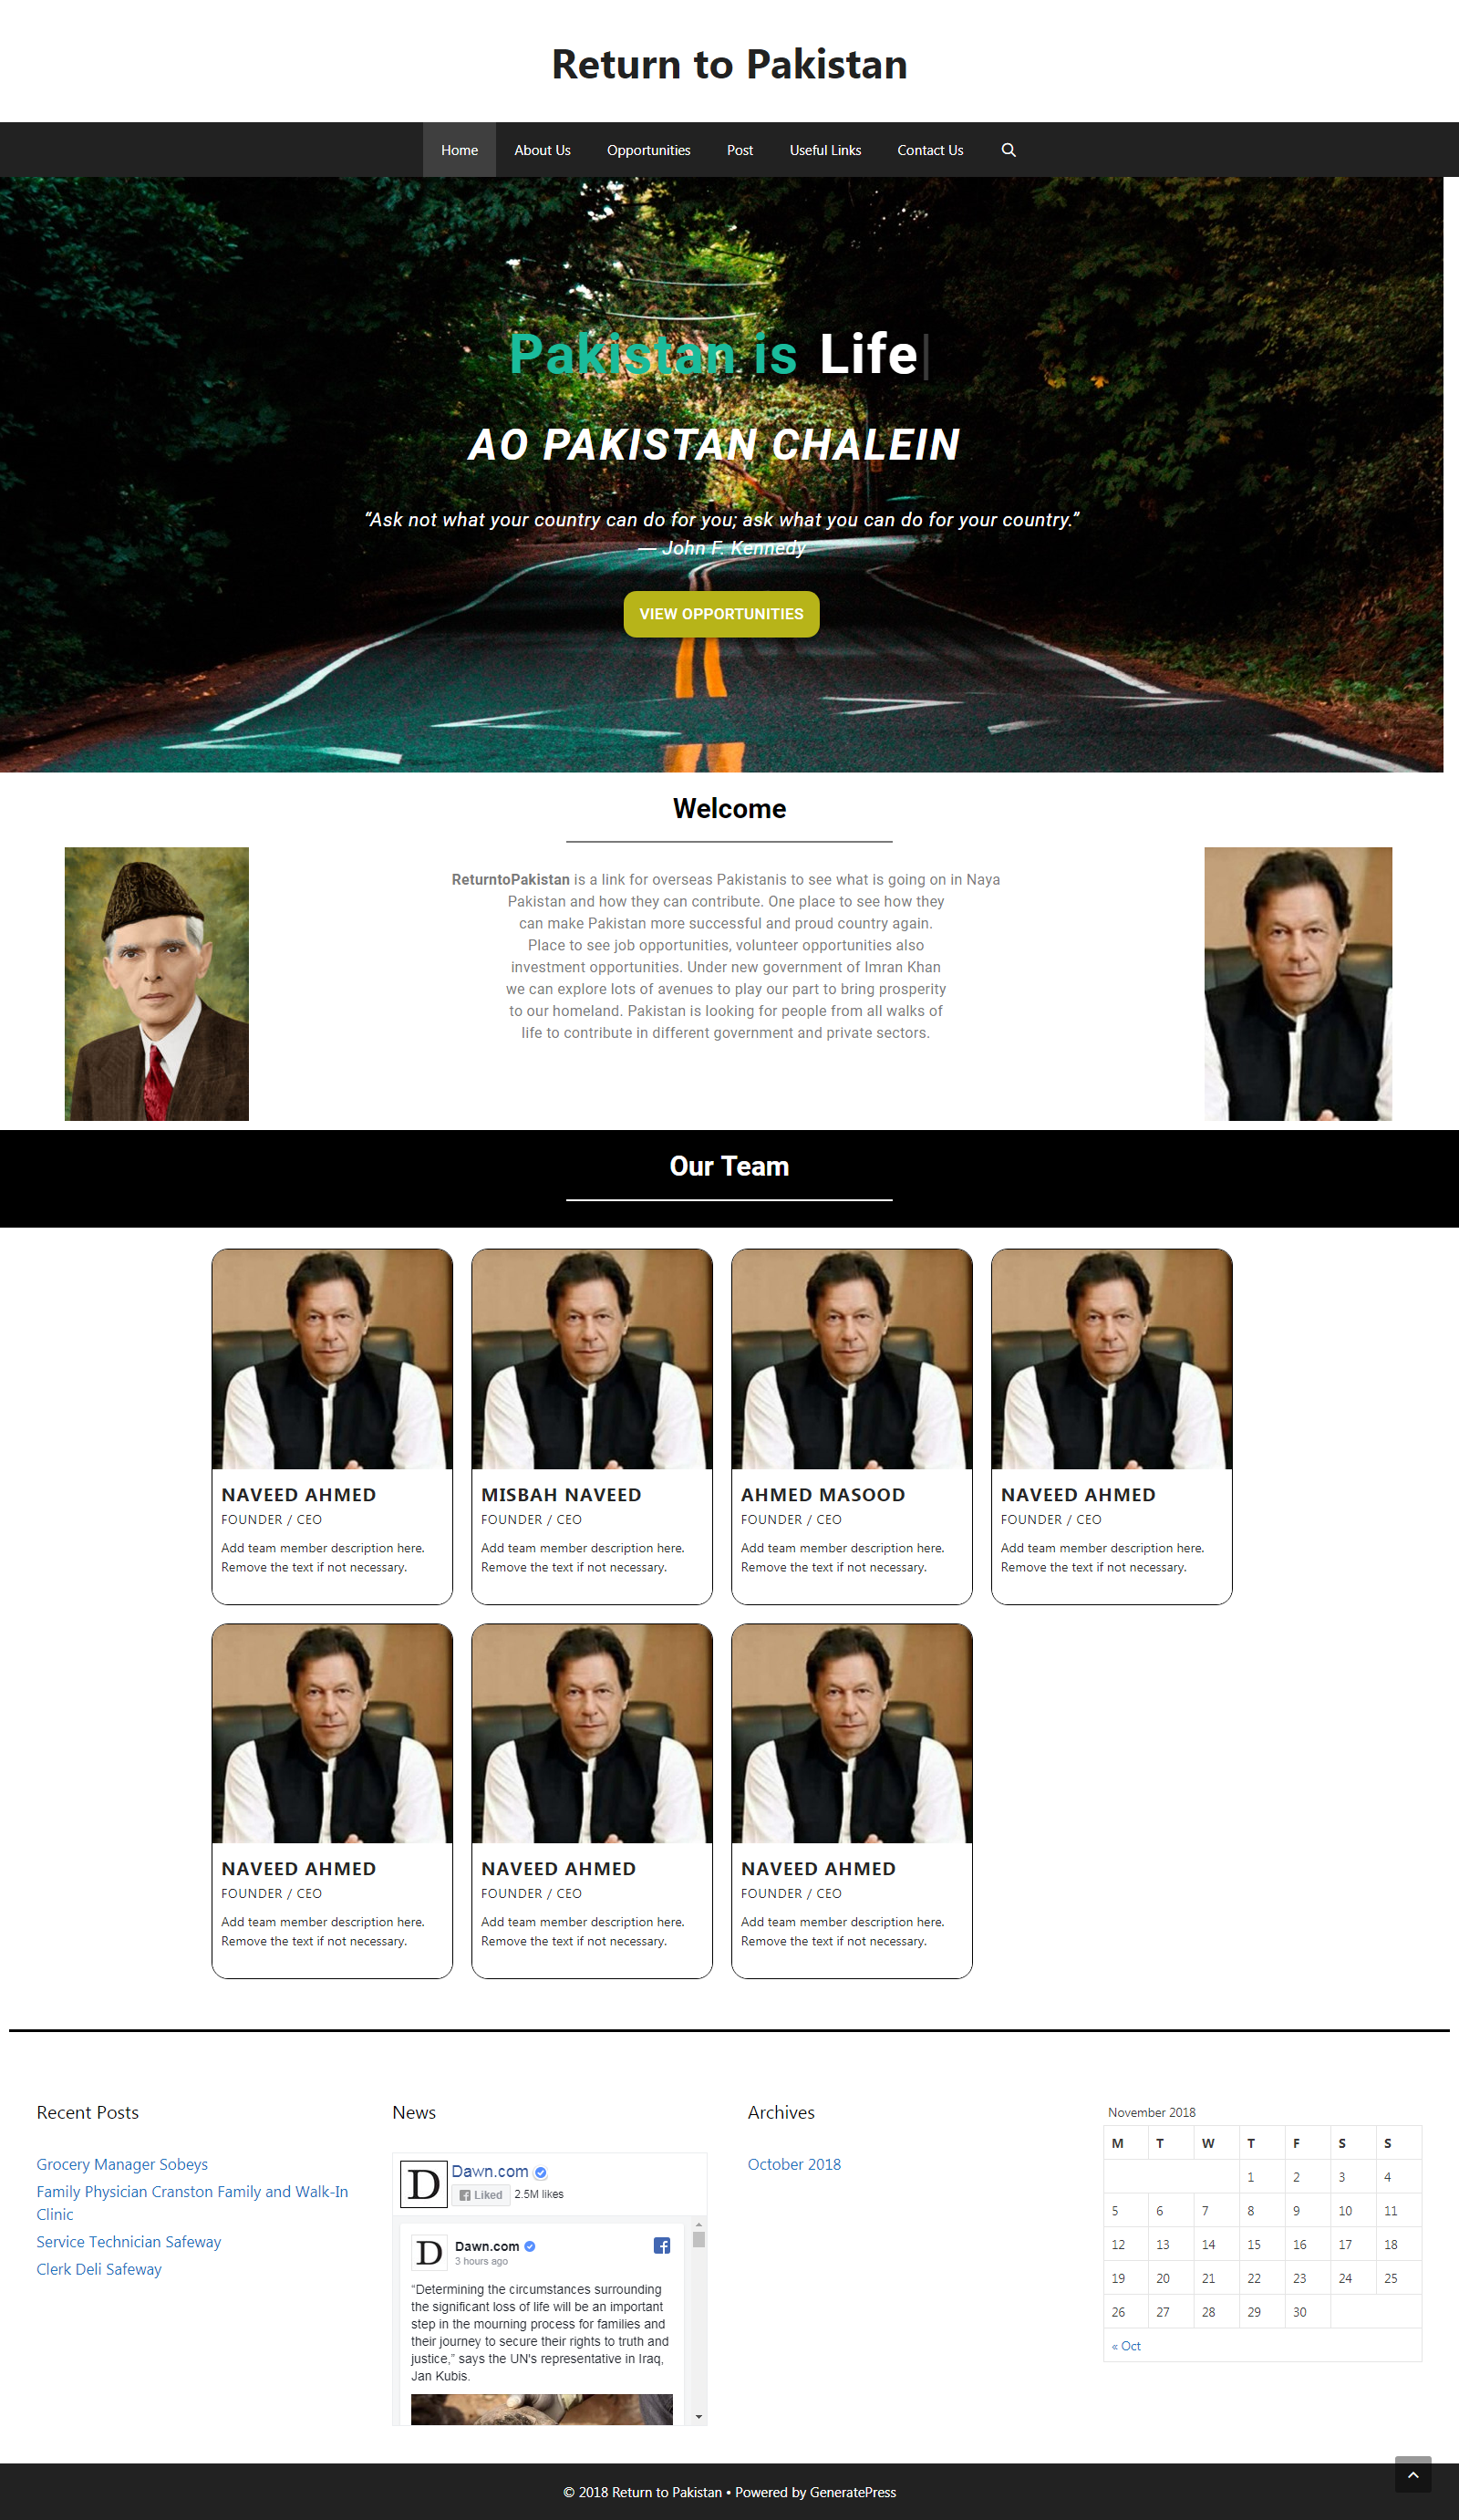 Return to Pakistan
Home About Us Opportunities Post Useful Links Contact Us
Pakistan is Life|
AO PAKISTAN CHALEIN
“Ask not what your country can do for you; ask what you can do for your country.”
— John F. Kennedy
VIEW OPPORTUNITIES
Welcome
ReturntoPakistan is a link for overseas Pakistanis to see what is going on in Naya
Pakistan and how they can contribute. One place to see how they
can make Pakistan more successful and proud country again.
Place to see job opportunities, volunteer opportunities also
investment opportunities. Under new government of Imran Khan
we can explore lots of avenues to play our part to bring prosperity
to our homeland. Pakistan is looking for people from all walks of
life to contribute in different government and private sectors.
Our Team
NAVEED AHMED
FOUNDER / CEO
Add team member description here.
Remove the text if not necessary.
MISBAH NAVEED
FOUNDER / CEO
Add team member description here.
Remove the text if not necessary.
AHMED MASOOD
FOUNDER / CEO
Add team member description here.
Remove the text if not necessary.
NAVEED AHMED
FOUNDER / CEO
Add team member description here.
Remove the text if not necessary.
NAVEED AHMED
FOUNDER / CEO
Add team member description here.
Remove the text if not necessary.
NAVEED AHMED
FOUNDER / CEO
Add team member description here.
Remove the text if not necessary.
NAVEED AHMED
FOUNDER / CEO
Add team member description here.
Remove the text if not necessary.
Recent Posts
Grocery Manager Sobeys
Family Physician Cranston Family and Walk-In
Clinic
Service Technician Safeway
Clerk Deli Safeway
News
D
Dawn.com
Liked 2.5M likes
D
Dawn.com
3 hours ago
“Determining the circumstances surrounding
the significant loss of life will be an important
step in the mourning process for families and
their journey to secure their rights to truth and
justice,” says the UN's representative in Iraq,
Jan Kubis.
Archives
October 2018
November 2018
M T W T F S S
1 2 3 4
5 6 7 8 9 10 11
12 13 14 15 16 17 18
19 20 21 22 23 24 25
26 27 28 29 30
« Oct
© 2018 Return to Pakistan • Powered by GeneratePress